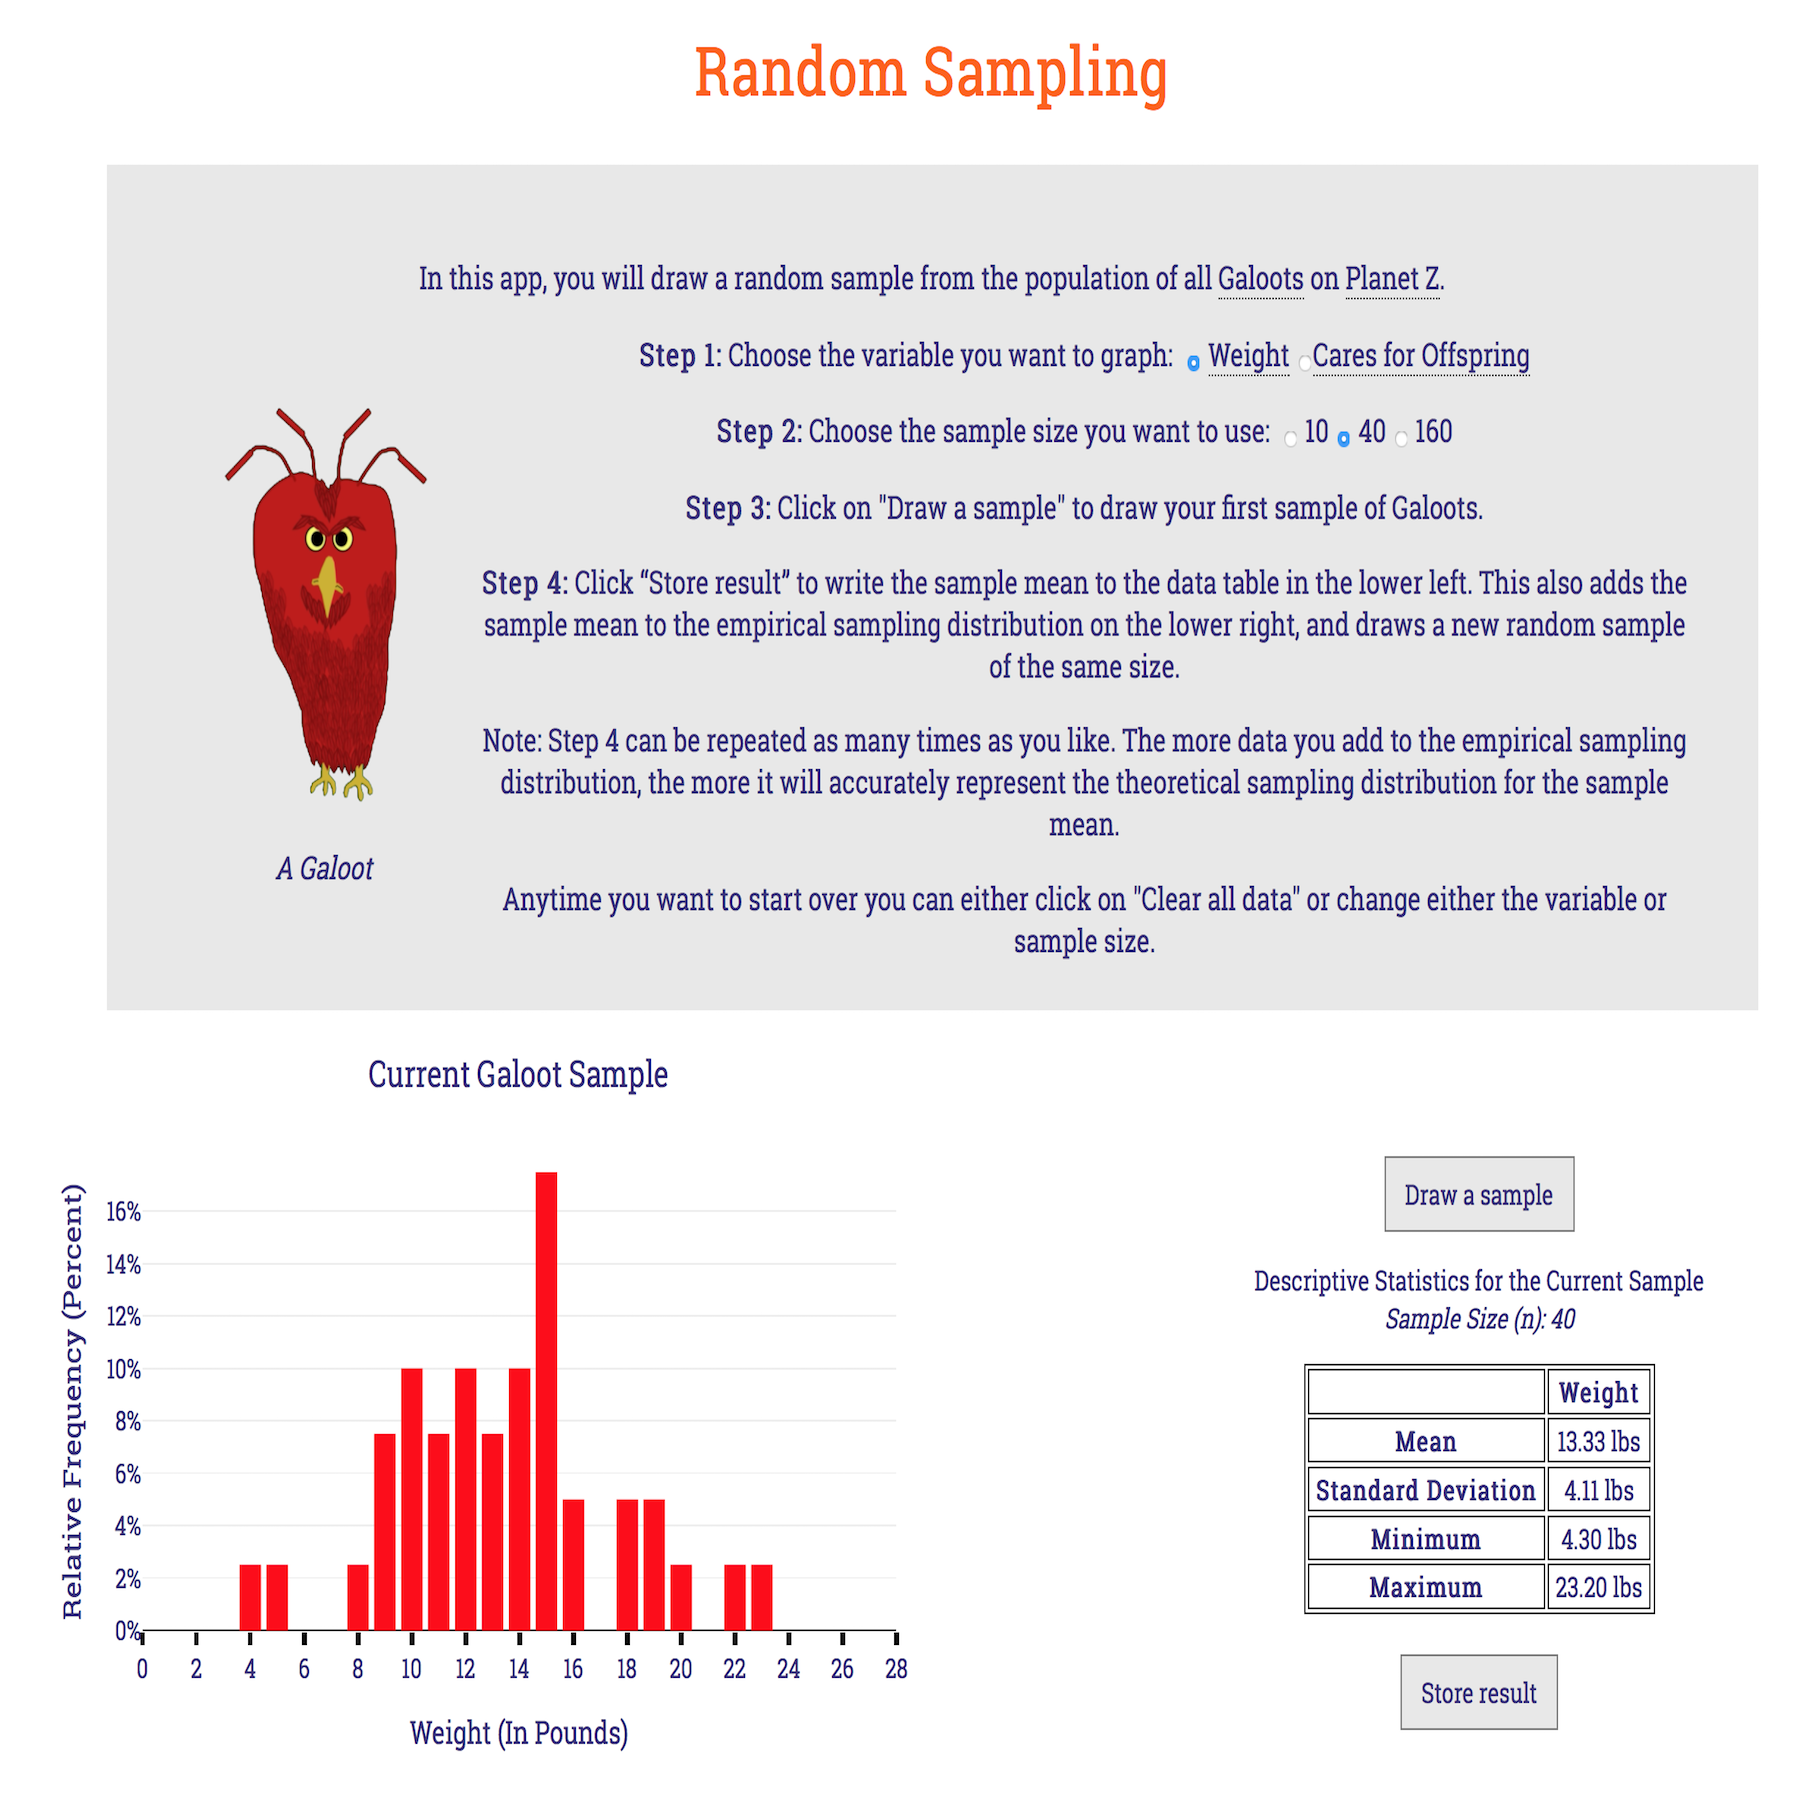 Random Sampling
In this app, you will draw a random sample from the population of all Galoots on Planet Z.
Step 1: Choose the variable you want to graph: Weight Cares for Offspring
Step 2: Choose the sample size you want to use: 10 40 160
Step 3: Click on "Draw a sample" to draw your first sample of Galoots.
Step 4: Click “Store result” to write the sample mean to the data table in the lower left. This also adds the
sample mean to the empirical sampling distribution on the lower right, and draws a new random sample
of the same size.
Note: Step 4 can be repeated as many times as you like. The more data you add to the empirical sampling
distribution, the more it will accurately represent the theoretical sampling distribution for the sample
mean.
A Galoot
Anytime you want to start over you can either click on "Clear all data" or change either the variable or
sample size.
Current Galoot Sample
Relative Frequency (Percent)
16%
14%
12%
10%
8%
6%
4%
2%
0%
0 2 4 6 8 10 12 14 16 18 20 22 24 26 28
Weight (In Pounds)
Draw a sample
Descriptive Statistics for the Current Sample
Sample Size (n): 40
Weight
Mean 13.33 lbs
Standard Deviation 4.11 lbs
Minimum 4.30 lbs
Maximum 23.20 lbs
Store result